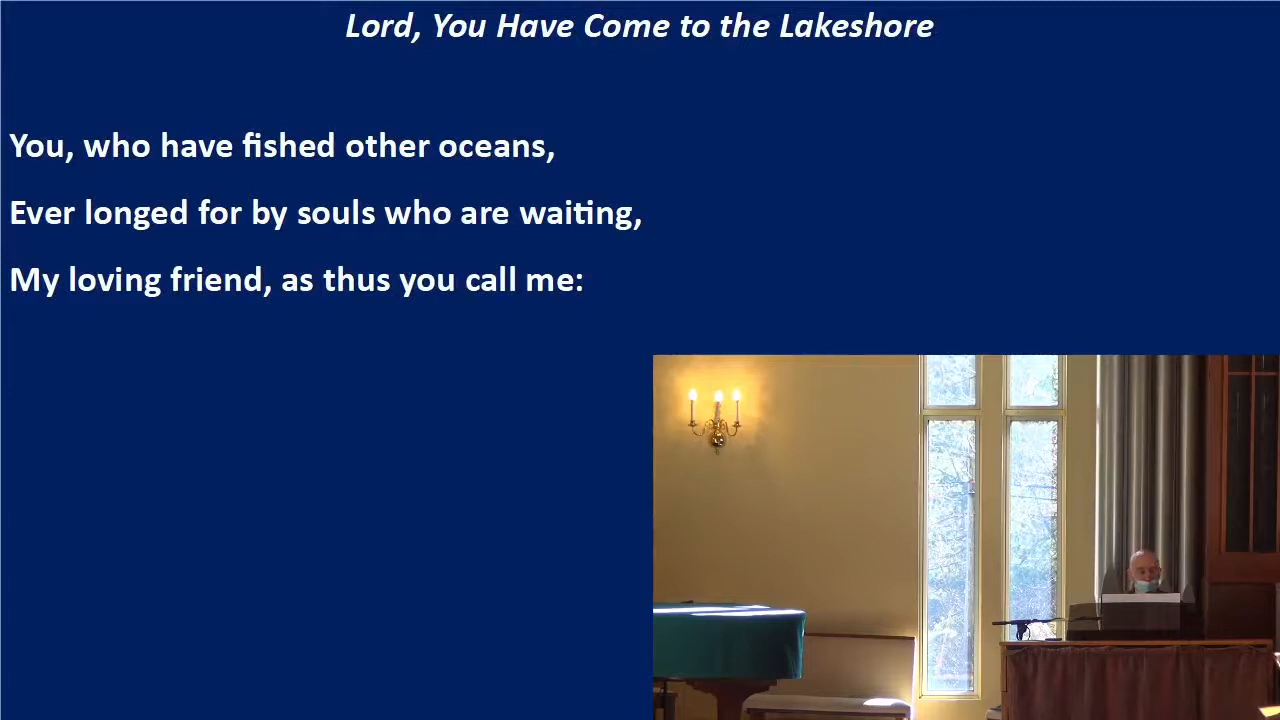 Lord, You Have Come to the Lakeshore
You, who have fished other oceans,
Ever longed for by souls who are waiting,
My loving friend, as thus you call me: